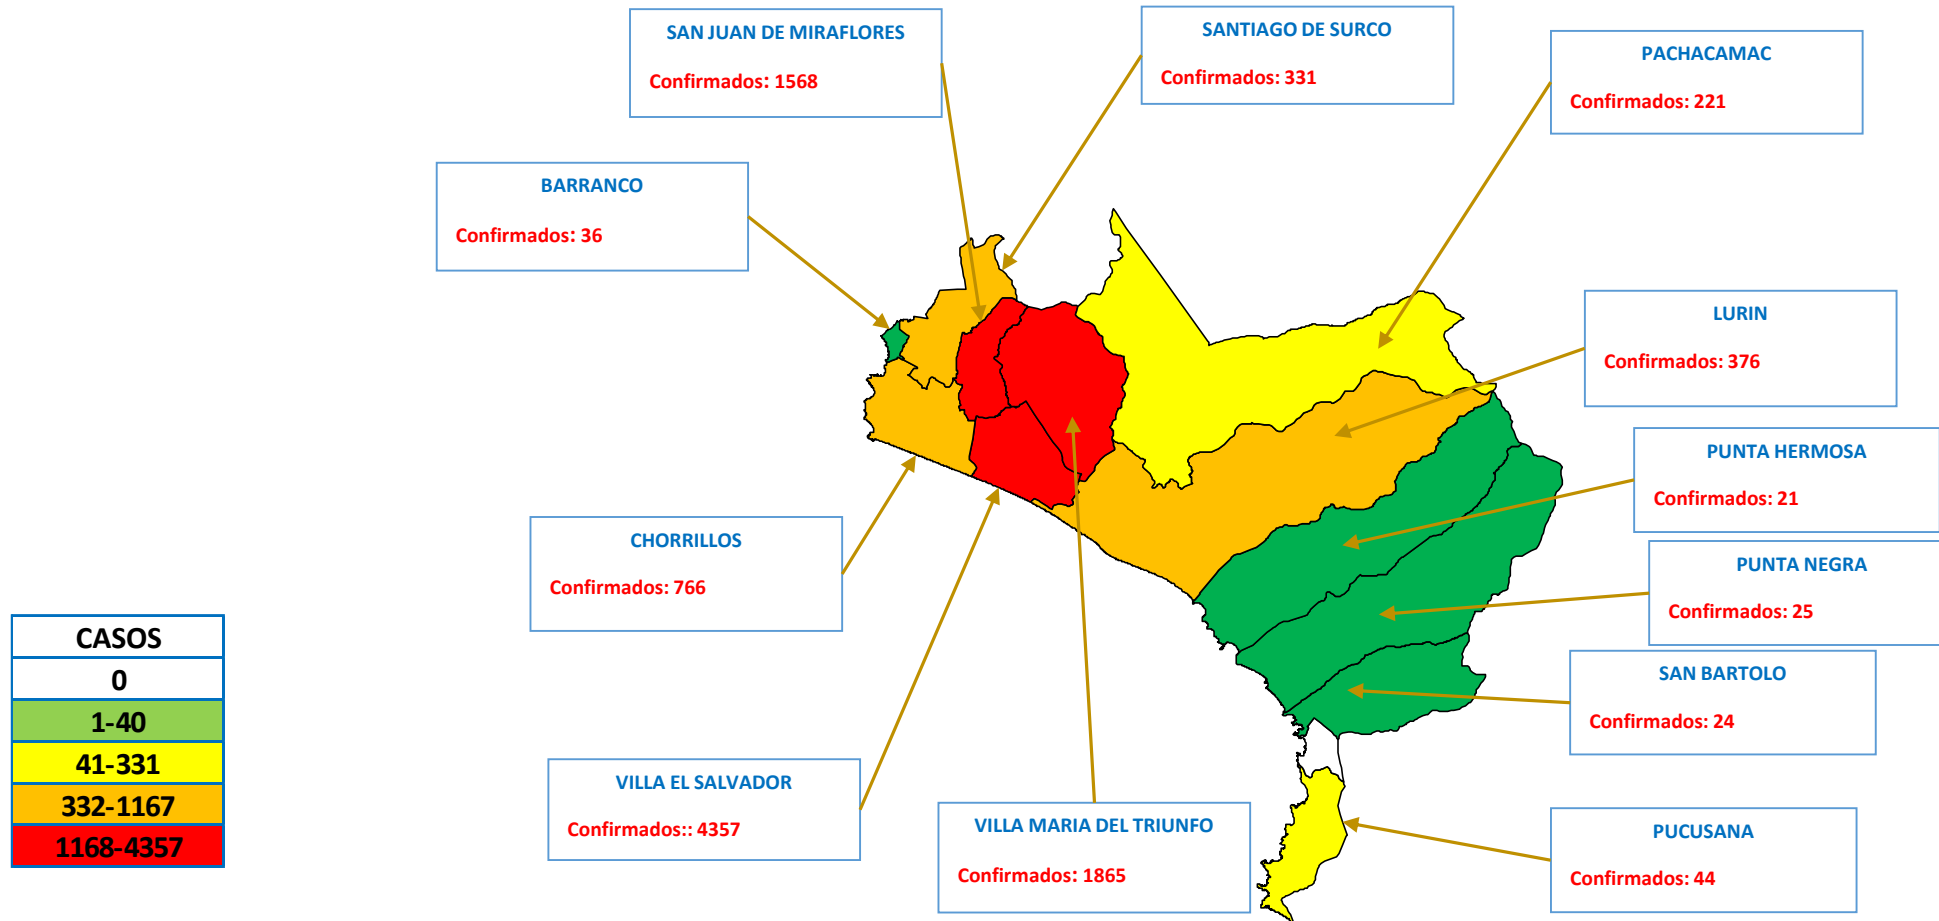 SAN JUAN DE MIRAFLORES
Confirmados: 1568
SANTIAGO DE SURCO
Confirmados: 331
PACHACAMAC
Confirmados: 221
BARRANCO
Confirmados: 36
LURIN
Confirmados: 376
PUNTA HERMOSA
Confirmados: 21
CHORRILLOS
Confirmados: 766
PUNTA NEGRA
Confirmados: 25
SAN BARTOLO
Confirmados: 24
VILLA EL SALVADOR
Confirmados:: 4357
VILLA MARIA DEL TRIUNFO
Confirmados: 1865
PUCUSANA
Confirmados: 44
CASOS
0
1-40
41-331
332-1167
1168-4357